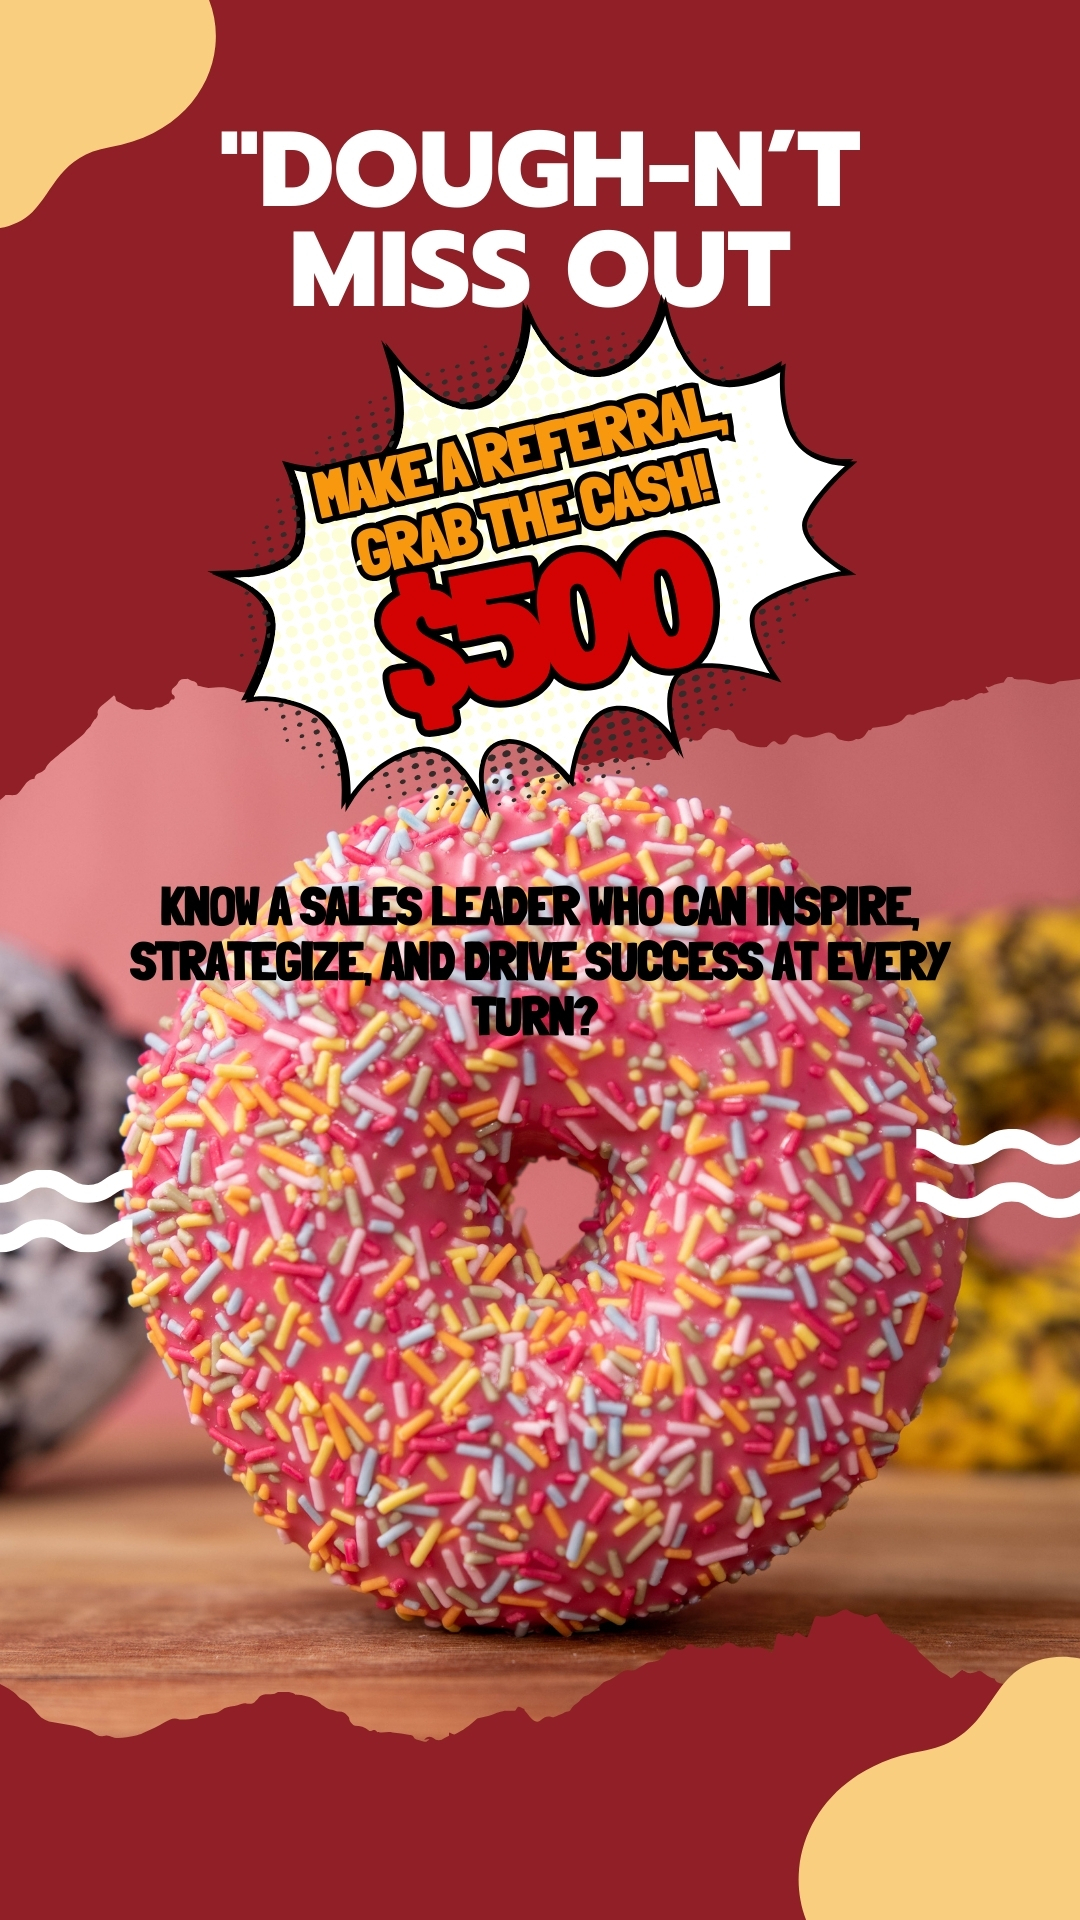 "DOUGH-N’T
MISS OUT
MAKE A REFERRAL,
GRAB THE CASH!
$500
KNOW A SALES LEADER WHO CAN INSPIRE,
STRATEGIZE, AND DRIVE SUCCESS AT EVERY
TURN?